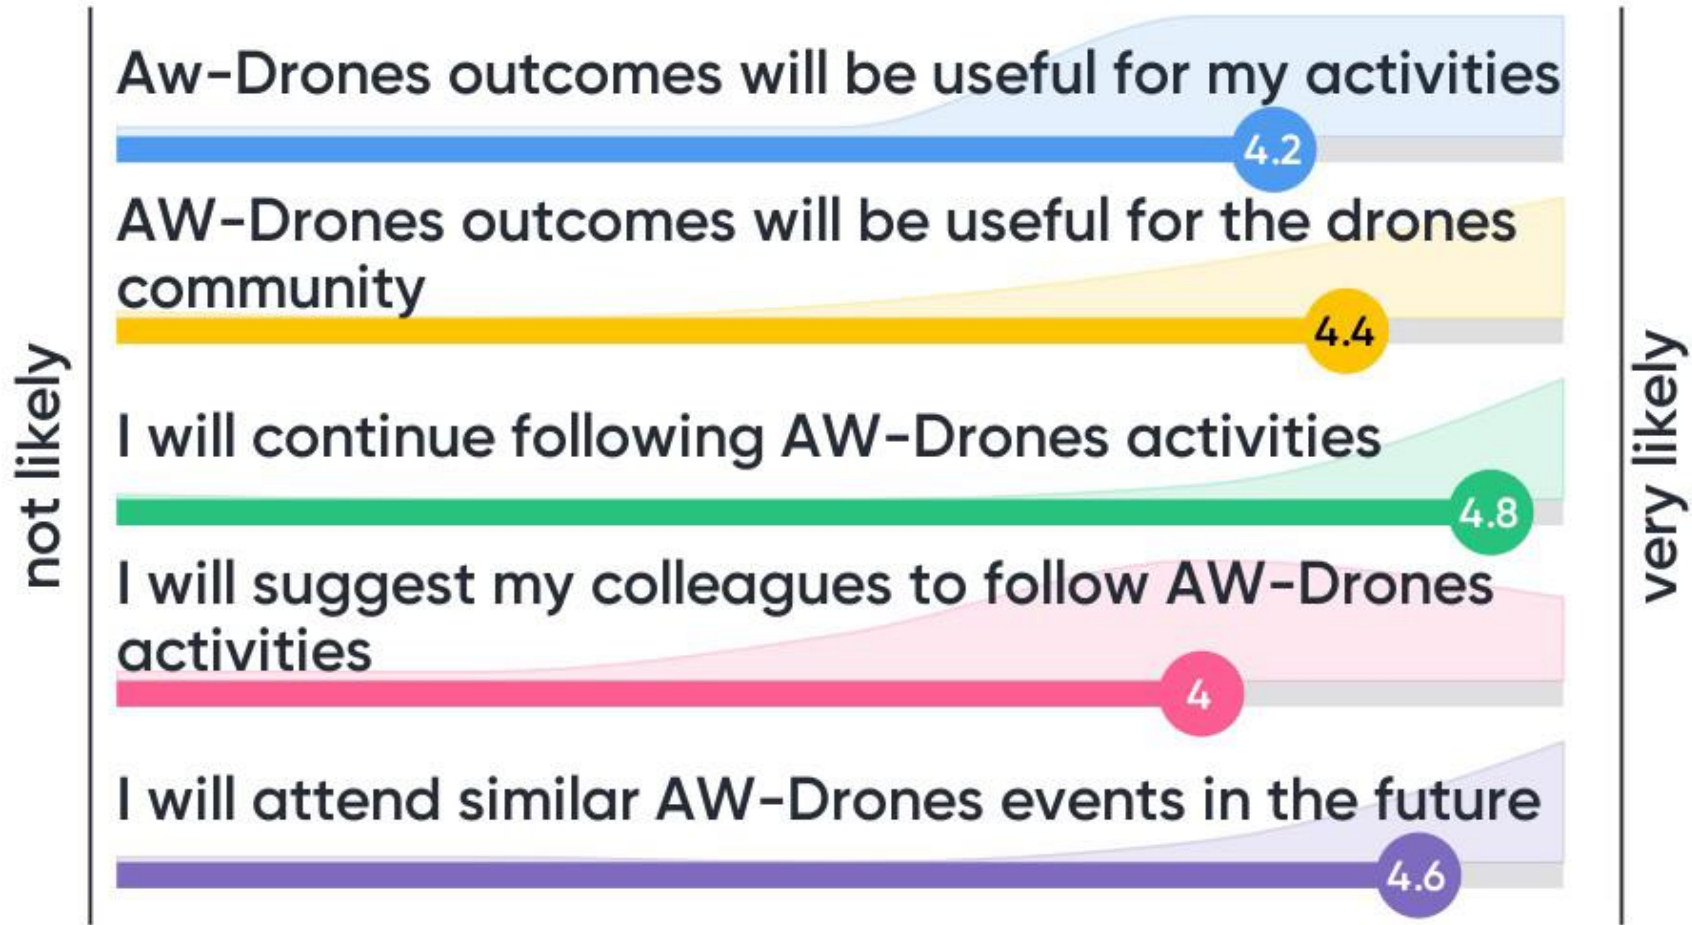 Aw-Drones outcomes will be useful for my activities
4.2
AW-Drones outcomes will be useful for the drones
community
4.4
not likely
very likely
I will continue following AW-Drones activities
4.8
I will suggest my colleagues to follow AW-Drones
activities
4
I will attend similar AW-Drones events in the future
4.6